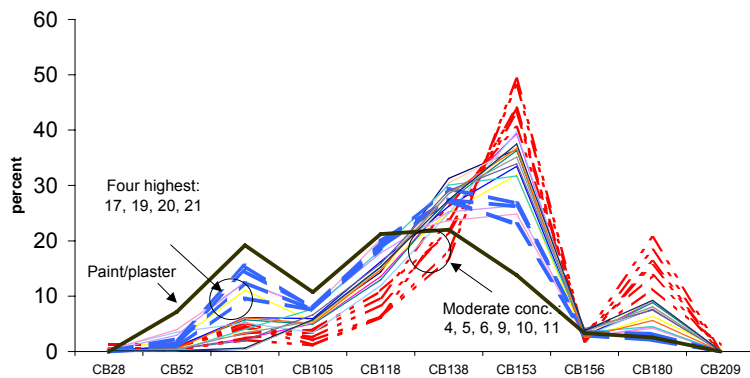 60
50
40
30
20
10
0
percent
Four highest:
17, 19, 20, 21
Paint/plaster
Moderate conc.
4, 5, 6, 9, 10, 11
CB28 CB52 CB101 CB105 CB118 CB138 CB153 CB156 CB180 CB209